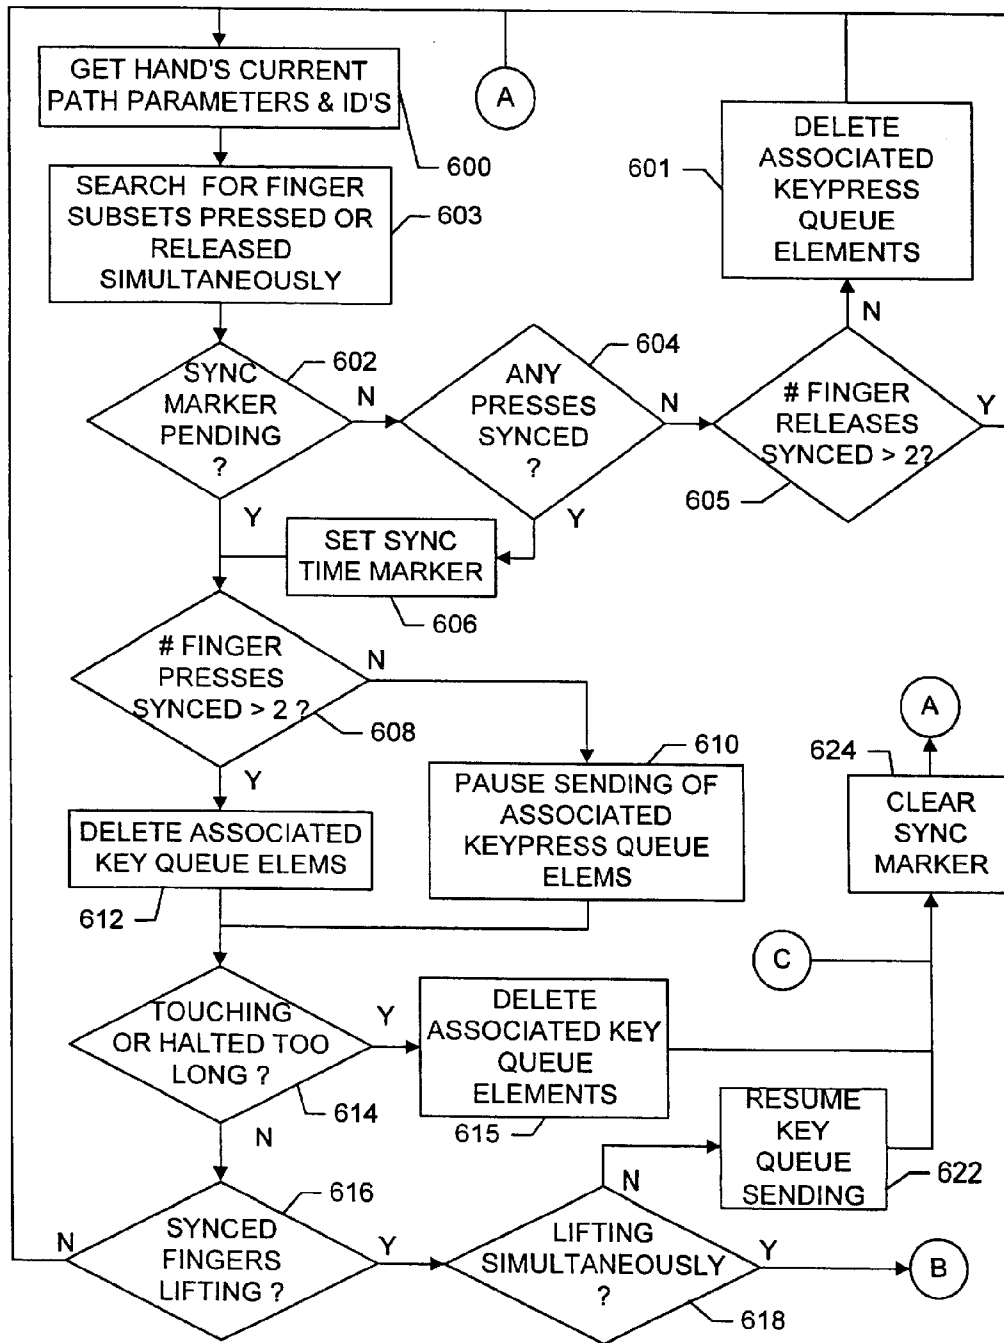 GET HAND'S CURRENT
PATH PARAMETERS & ID'S
600
A
DELETE
ASSOCIATED
KEYPRESS
QUEUE
ELEMENTS
601
SEARCH FOR FINGER
SUBSETS PRESSED OR
RELEASED
SIMULTANEOUSLY
603
SYNC
MARKER
PENDING
?
602
N
Y
ANY
PRESSES
SYNCED
?
604
N
Y
# FINGER
RELEASES
SYNCED > 2?
605
N
Y
SET SYNC
TIME MARKER
606
# FINGER
PRESSES
SYNCED > 2 ?
608
N
Y
PAUSE SENDING OF
ASSOCIATED
KEYPRESS QUEUE
ELEMS
610
DELETE ASSOCIATED
KEY QUEUE ELEMS
612
A
624
CLEAR
SYNC
MARKER
C
TOUCHING
OR HALTED TOO
LONG ?
614
Y
N
DELETE
ASSOCIATED KEY
QUEUE
ELEMENTS
615
RESUME
KEY
QUEUE
SENDING
622
SYNCED
FINGERS
LIFTING ?
616
N
Y
LIFTING
SIMULTANEOUSLY
?
618
N
Y
B